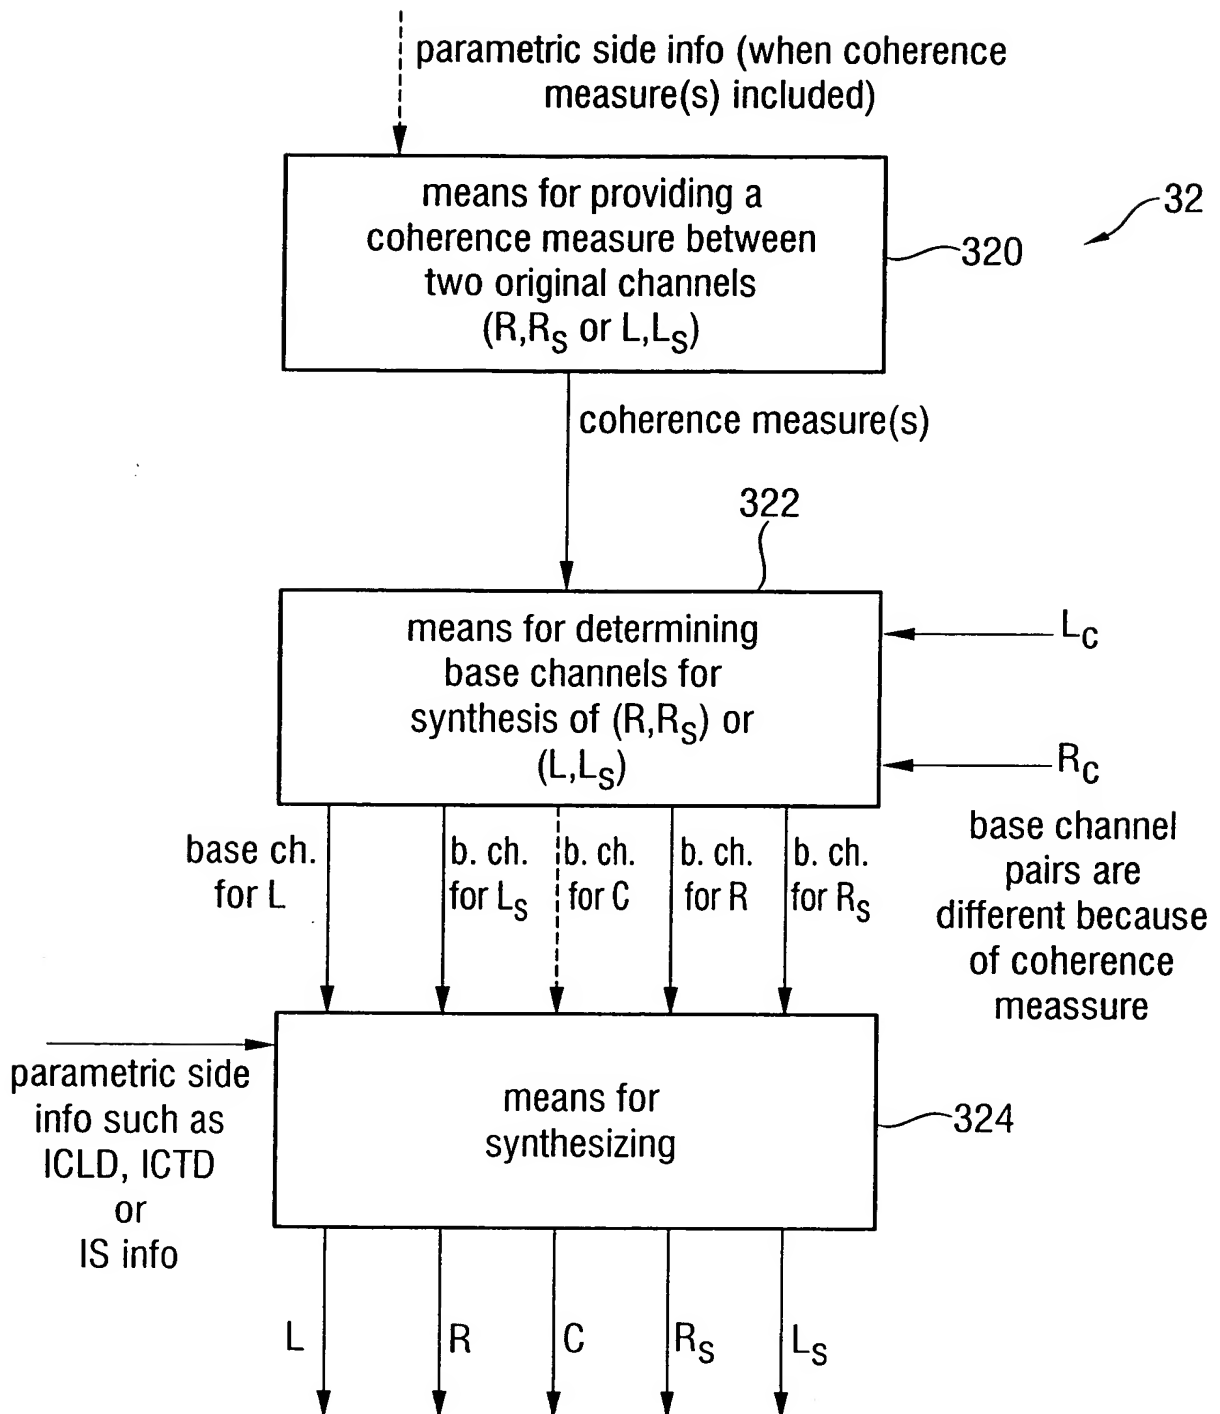 parametric side info (when coherence
measure(s) included)
means for providing a
coherence measure between
two original channels
(R,RS or L,LS)
320
32
coherence measure(s)
322
means for determining
base channels for
synthesis of (R,RS) or
(L,LS)
LC
RC
base channel
pairs are
different because
of coherence
meassure
base ch.
for L
b. ch.
for LS
b. ch.
for C
b. ch.
for R
b. ch.
for RS
parametric side
info such as
ICLD, ICTD
or
IS info
means for
synthesizing
324
L
R
C
RS
LS